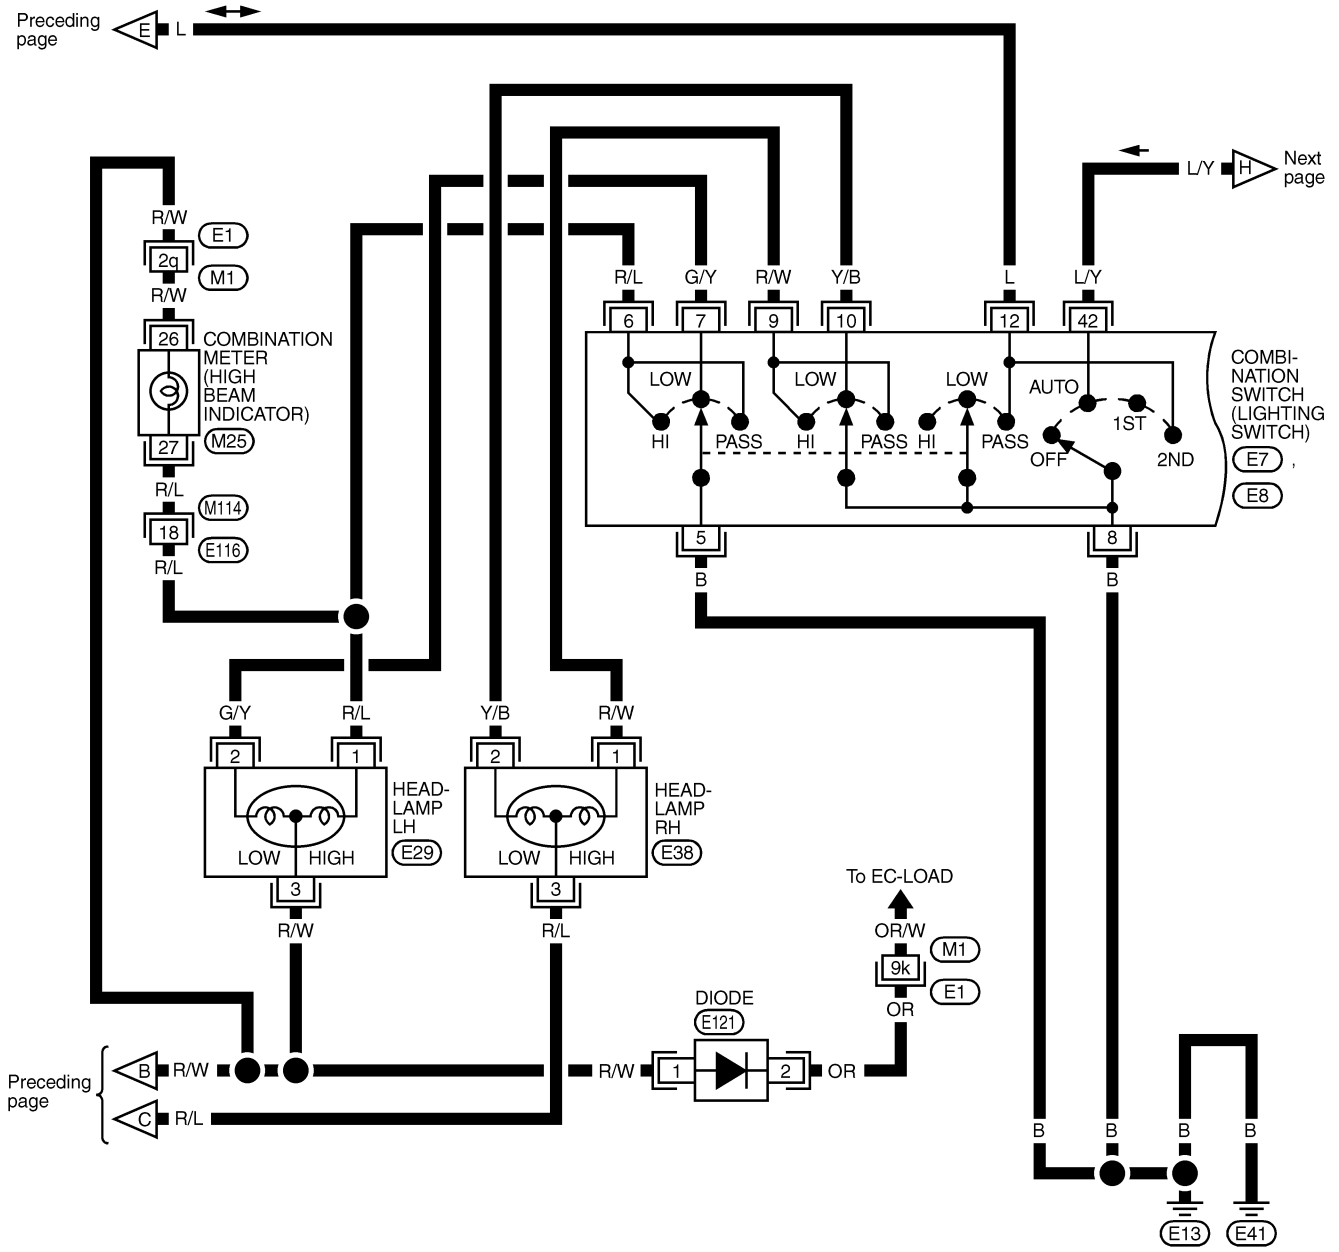 Preceding
page
E
L
Next
page
H
L/Y
R/W
E1
2q
M1
R/W
26
COMBINATION
METER
(HIGH
BEAM
INDICATOR)
27
M25
R/L
M114
18
E116
R/L
R/L
G/Y
R/W
Y/B
L
L/Y
6
7
9
10
12
42
LOW
HI
PASS
LOW
HI
PASS
LOW
HI
PASS
AUTO
1ST
OFF
2ND
COMBI-
NATION
SWITCH
(LIGHTING
SWITCH)
E7 ,
E8
5
8
B
B
G/Y
R/L
Y/B
R/W
2
1
2
1
LOW
HIGH
HEAD-
LAMP
LH
E29
LOW
HIGH
HEAD-
LAMP
RH
E38
3
3
R/W
R/L
To EC-LOAD
OR/W
M1
9k
E1
OR
DIODE
E121
Preceding
page
B
R/W
R/W
1
2
OR
C
R/L
B
B
B
B
E13
E41